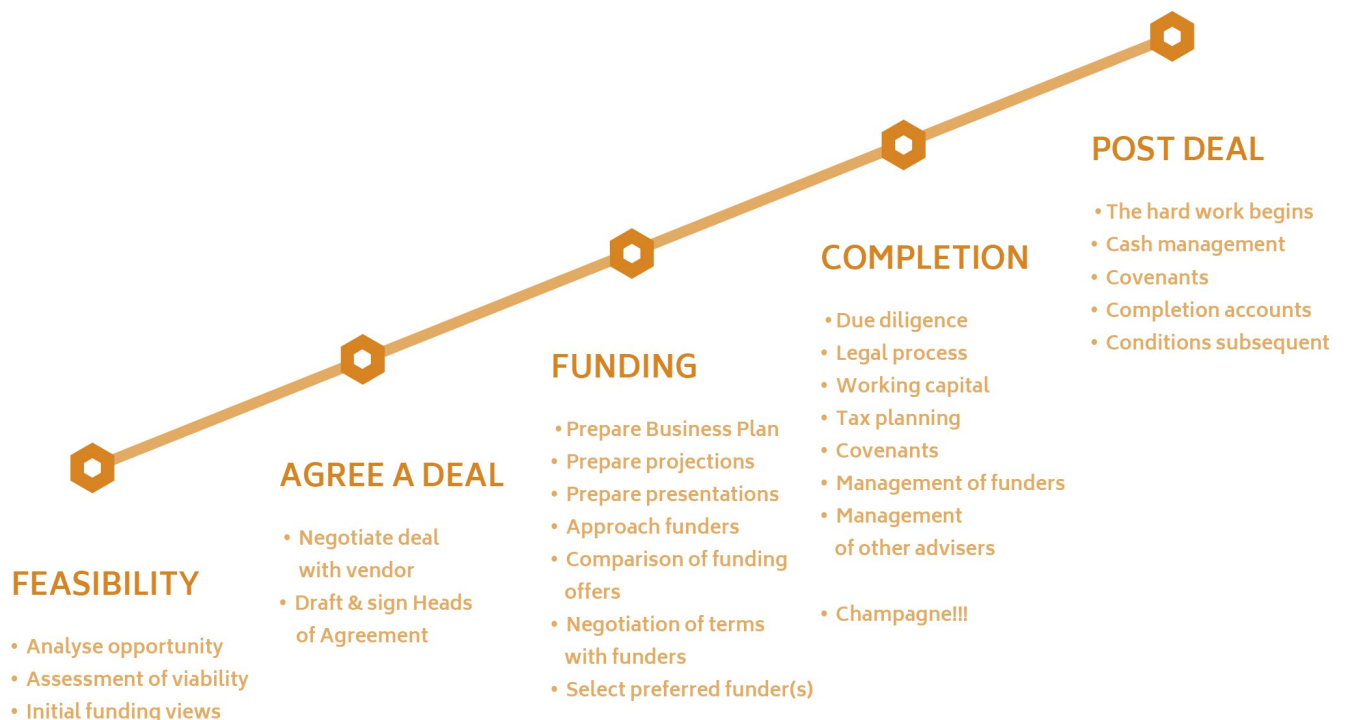 FEASIBILITY
• Analyse opportunity
• Assessment of viability
• Initial funding views
AGREE A DEAL
• Negotiate deal
with vendor
• Draft & sign Heads
of Agreement
FUNDING
• Prepare Business Plan
• Prepare projections
• Prepare presentations
• Approach funders
• Comparison of funding
offers
• Negotiation of terms
with funders
• Select preferred funder(s)
COMPLETION
• Due diligence
• Legal process
• Working capital
• Tax planning
• Covenants
• Management of funders
• Management
of other advisers
• Champagne!!!
POST DEAL
• The hard work begins
• Cash management
• Covenants
• Completion accounts
• Conditions subsequent